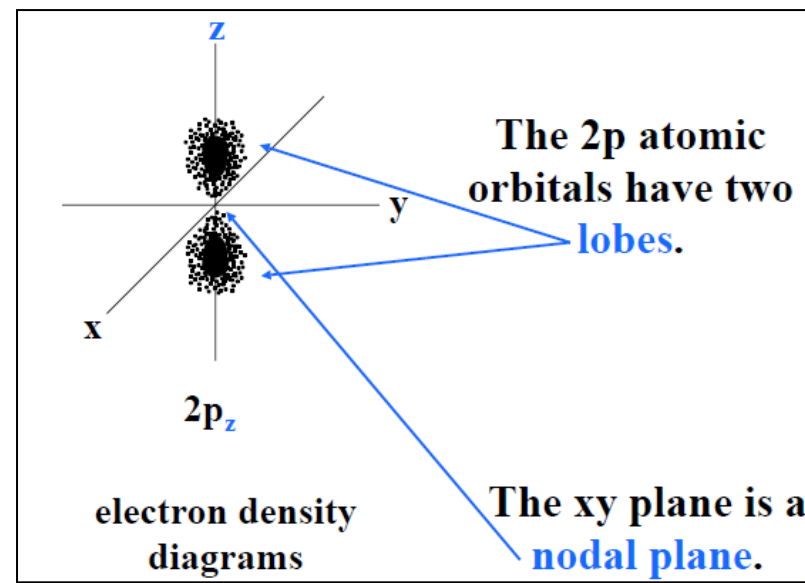 z
The 2p atomic
orbitals have two
lobes.
y
x
2pz
The xy plane is a
nodal plane.
electron density
diagrams